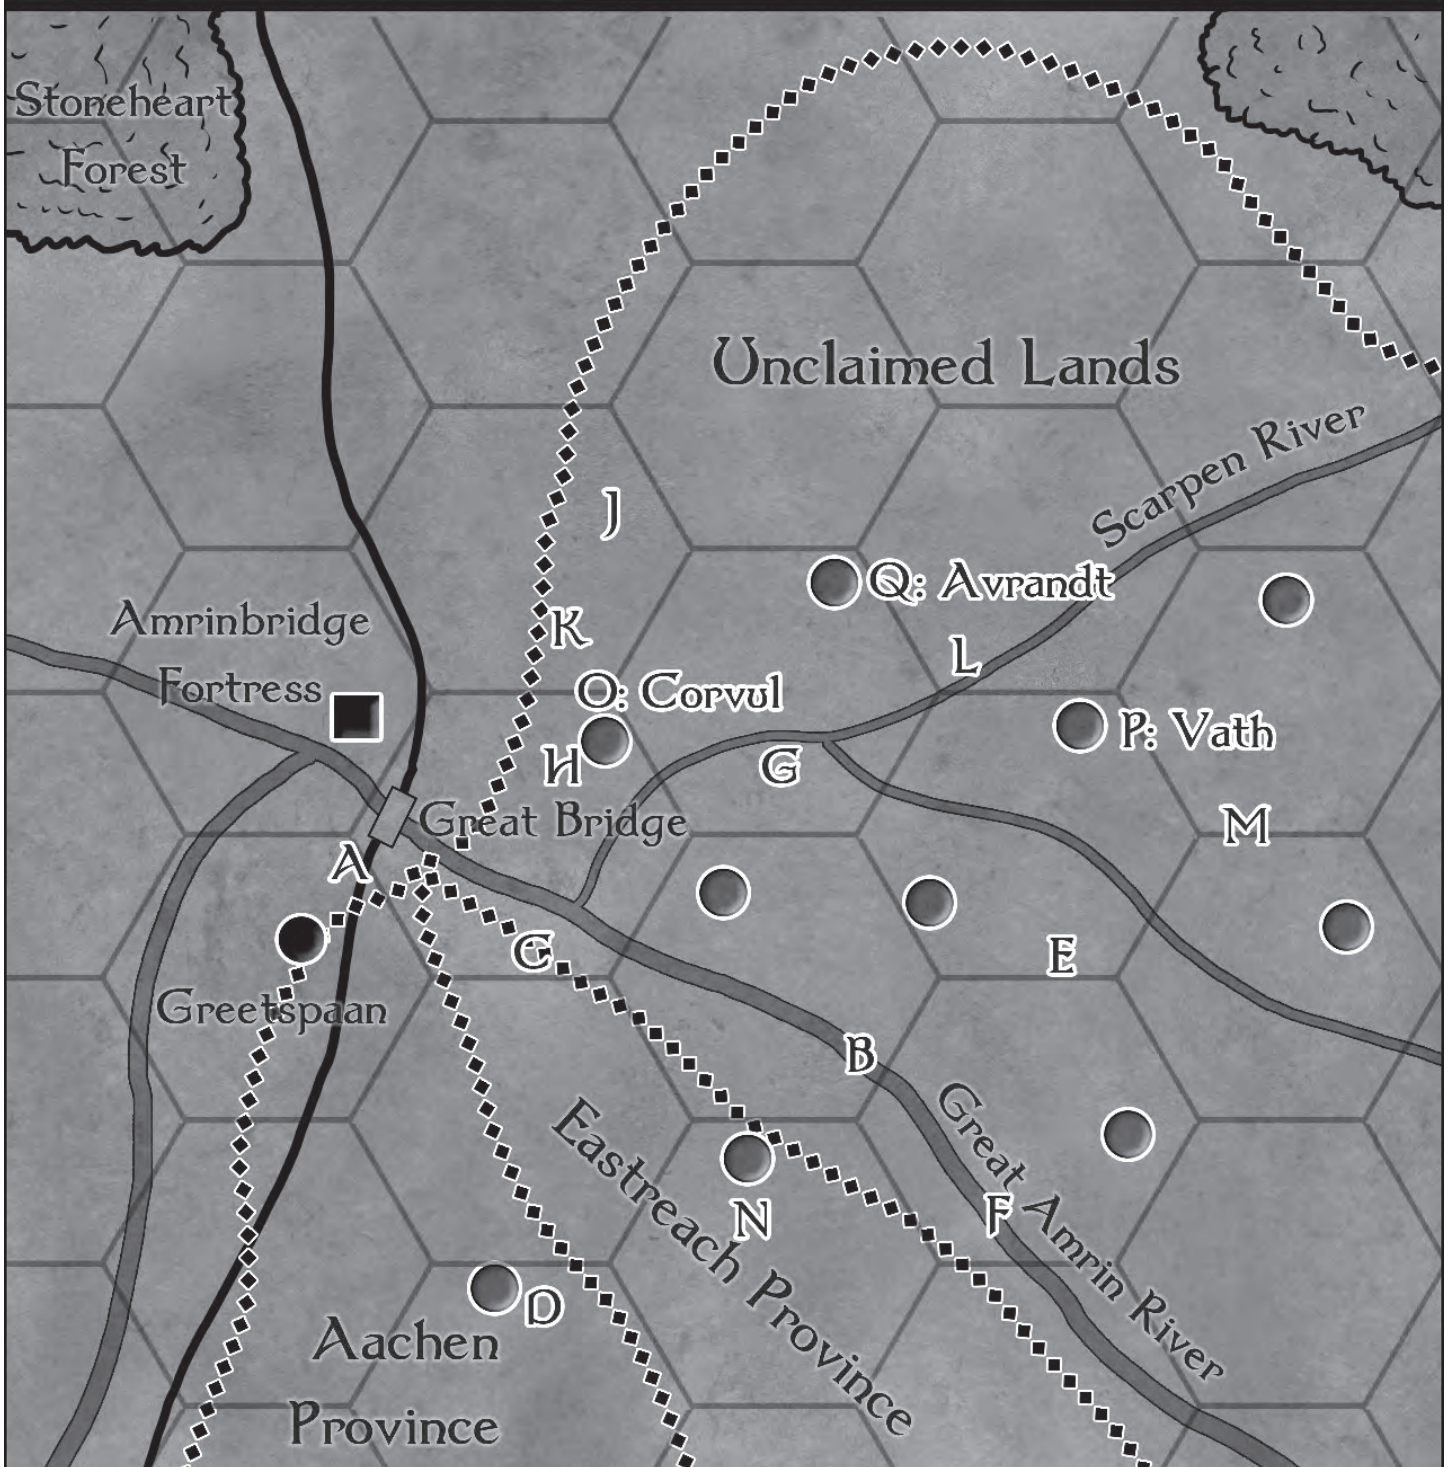 Stoneheart
Forest
Unclaimed Lands
Scarpen River
J
Q: Avrandt
Amrinbridge
Fortress
K
L
O: Corvul
H
G
P: Vath
M
Great Bridge
A
C
E
Greetspaan
B
Great Amrin River
Eastreach Province
N
F
D
Aachen
Province